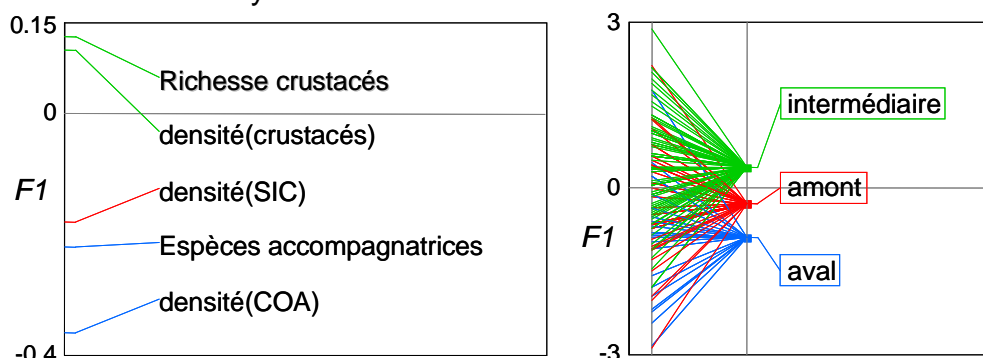 0.15
Richesse crustacés
0
densité(crustacés)
F1
densité(SIC)
Espèces accompagnatrices
densité(COA)
-0.4
3
intermédiaire
0
amont
F1
aval
-3